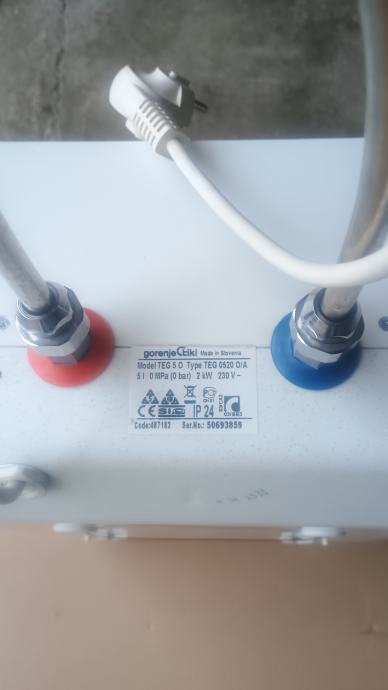 gorenje tiki Made in Slovenia
Model TEG 5 O Type TEG 0520 O/A
5 l 0 MPa (0 bar) 2 kW 230 V ~
IP 24
Code:487182 Ser.No.: 50693859